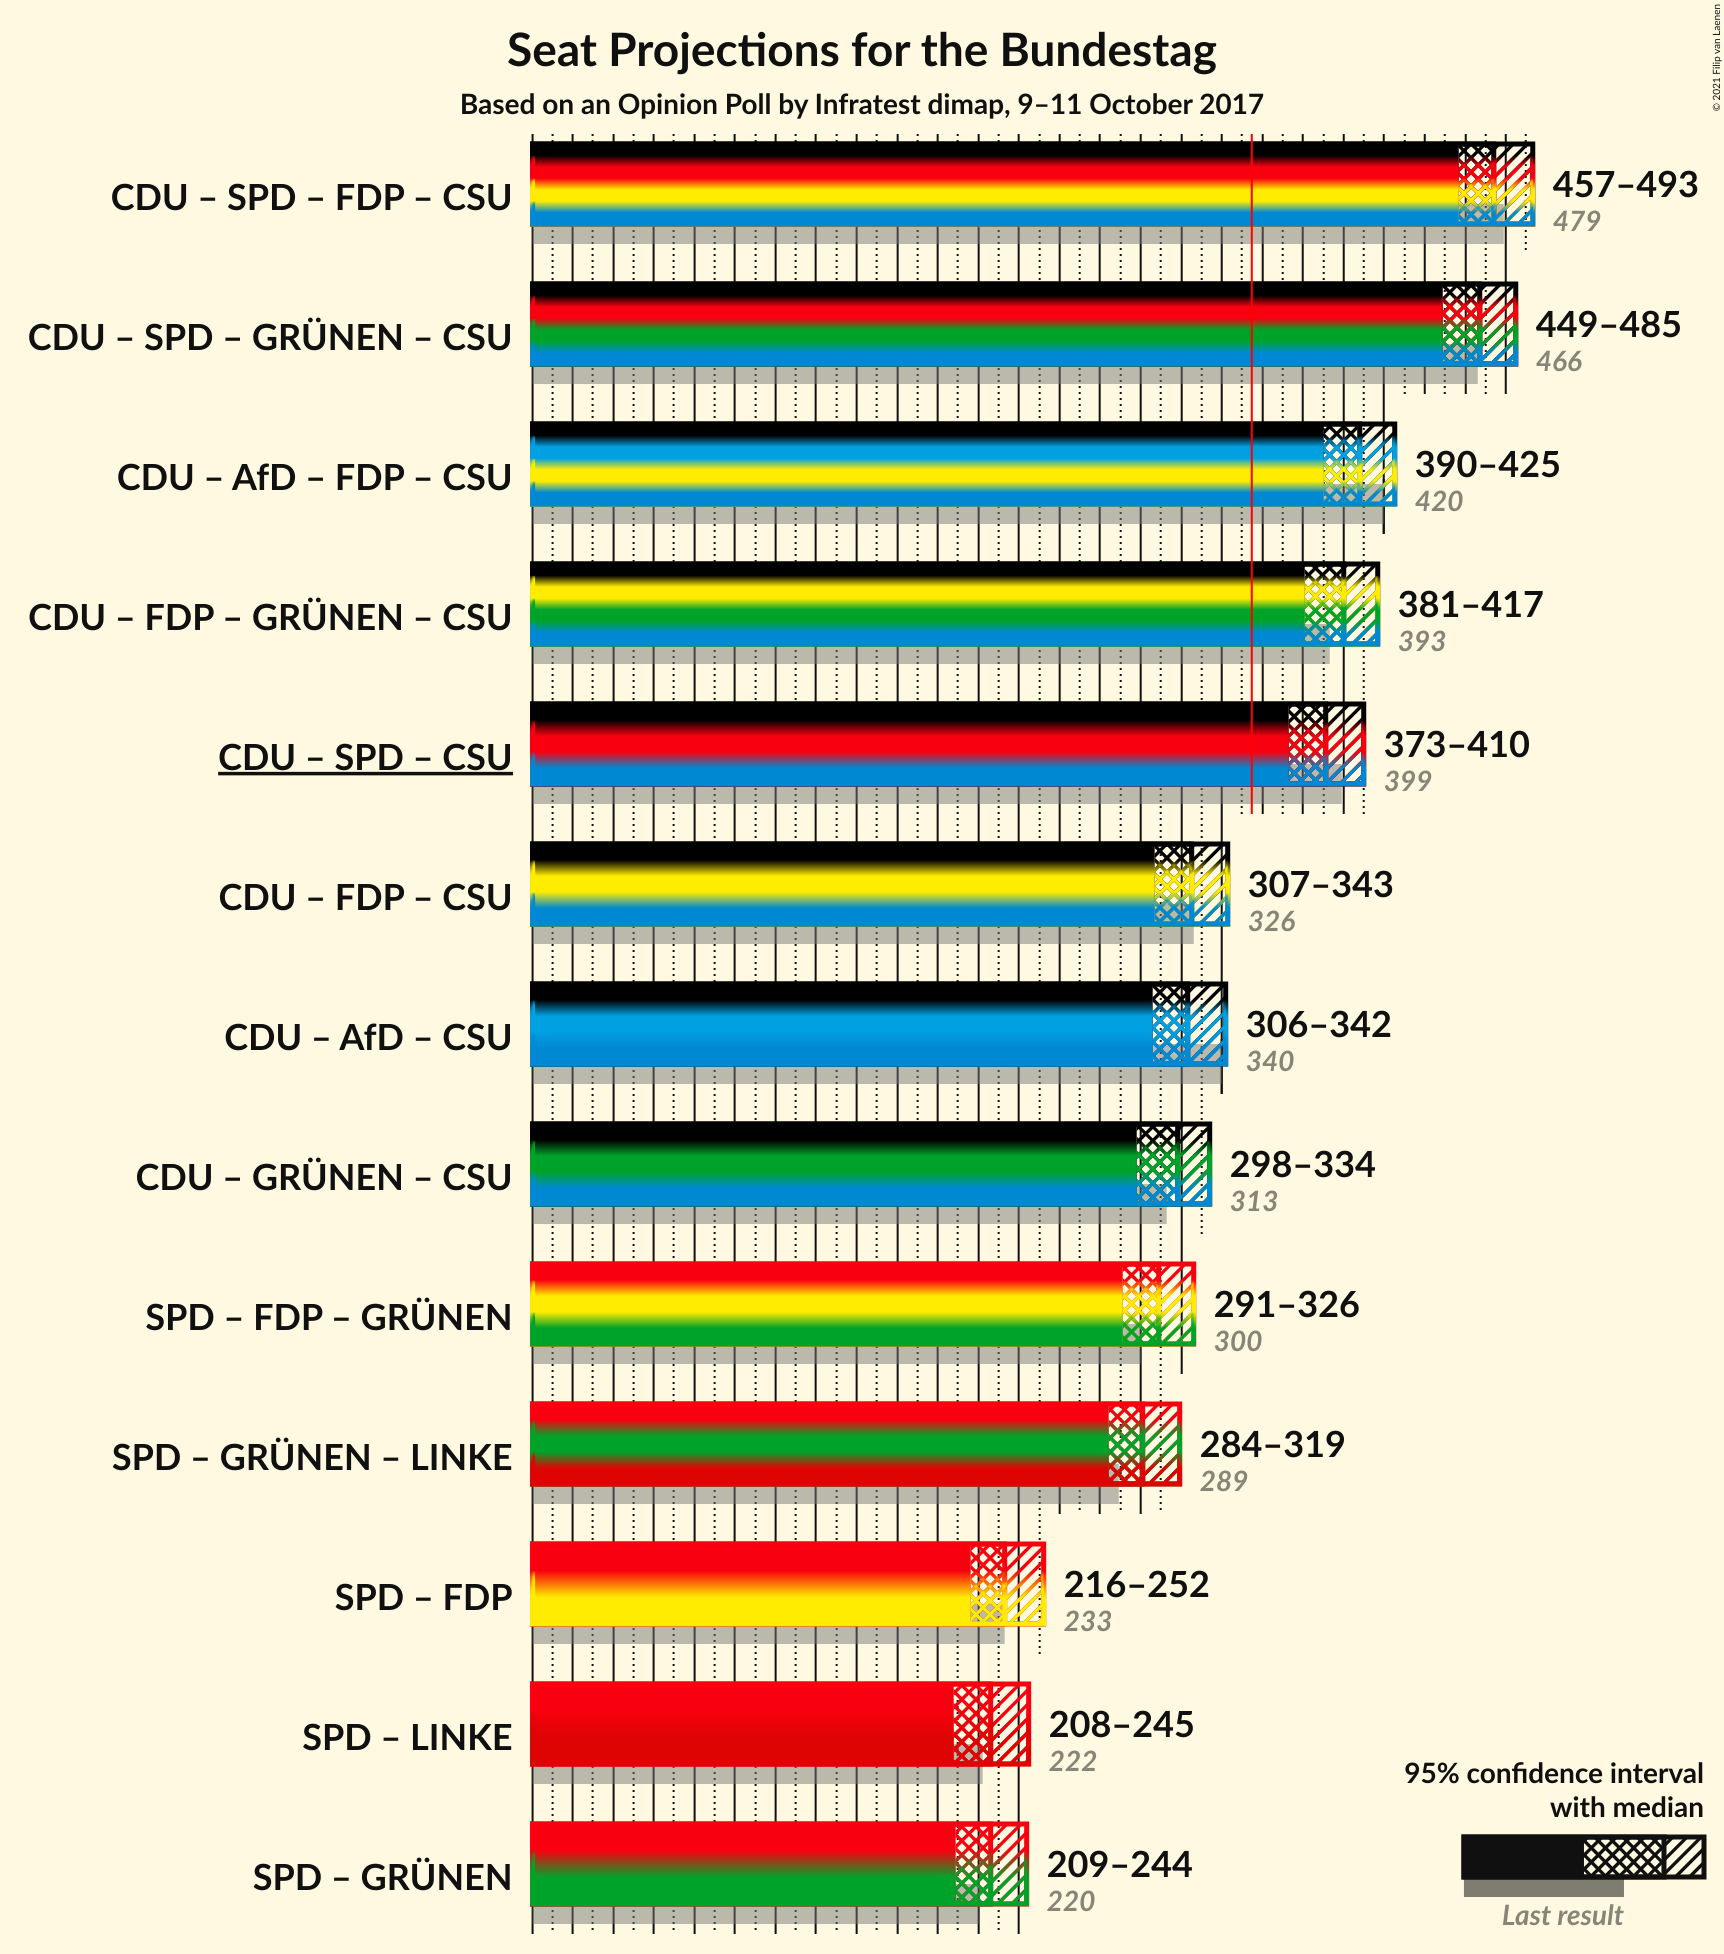 Seat Projections for the Bundestag
Based on an Opinion Poll by Infratest dimap, 9–11 October 2017
© 2021 Filip van Laenen
CDU – SPD – FDP – CSU
457–493
479
CDU – SPD – GRÜNEN – CSU
449–485
466
CDU – AfD – FDP – CSU
390–425
420
CDU – FDP – GRÜNEN – CSU
381–417
393
CDU – SPD – CSU
373–410
399
CDU – FDP – CSU
307–343
326
CDU – AfD – CSU
306–342
340
CDU – GRÜNEN – CSU
298–334
313
SPD – FDP – GRÜNEN
291–326
300
SPD – GRÜNEN – LINKE
284–319
289
SPD – FDP
216–252
233
SPD – LINKE
208–245
222
SPD – GRÜNEN
209–244
220
95% confidence interval
with median
Last result